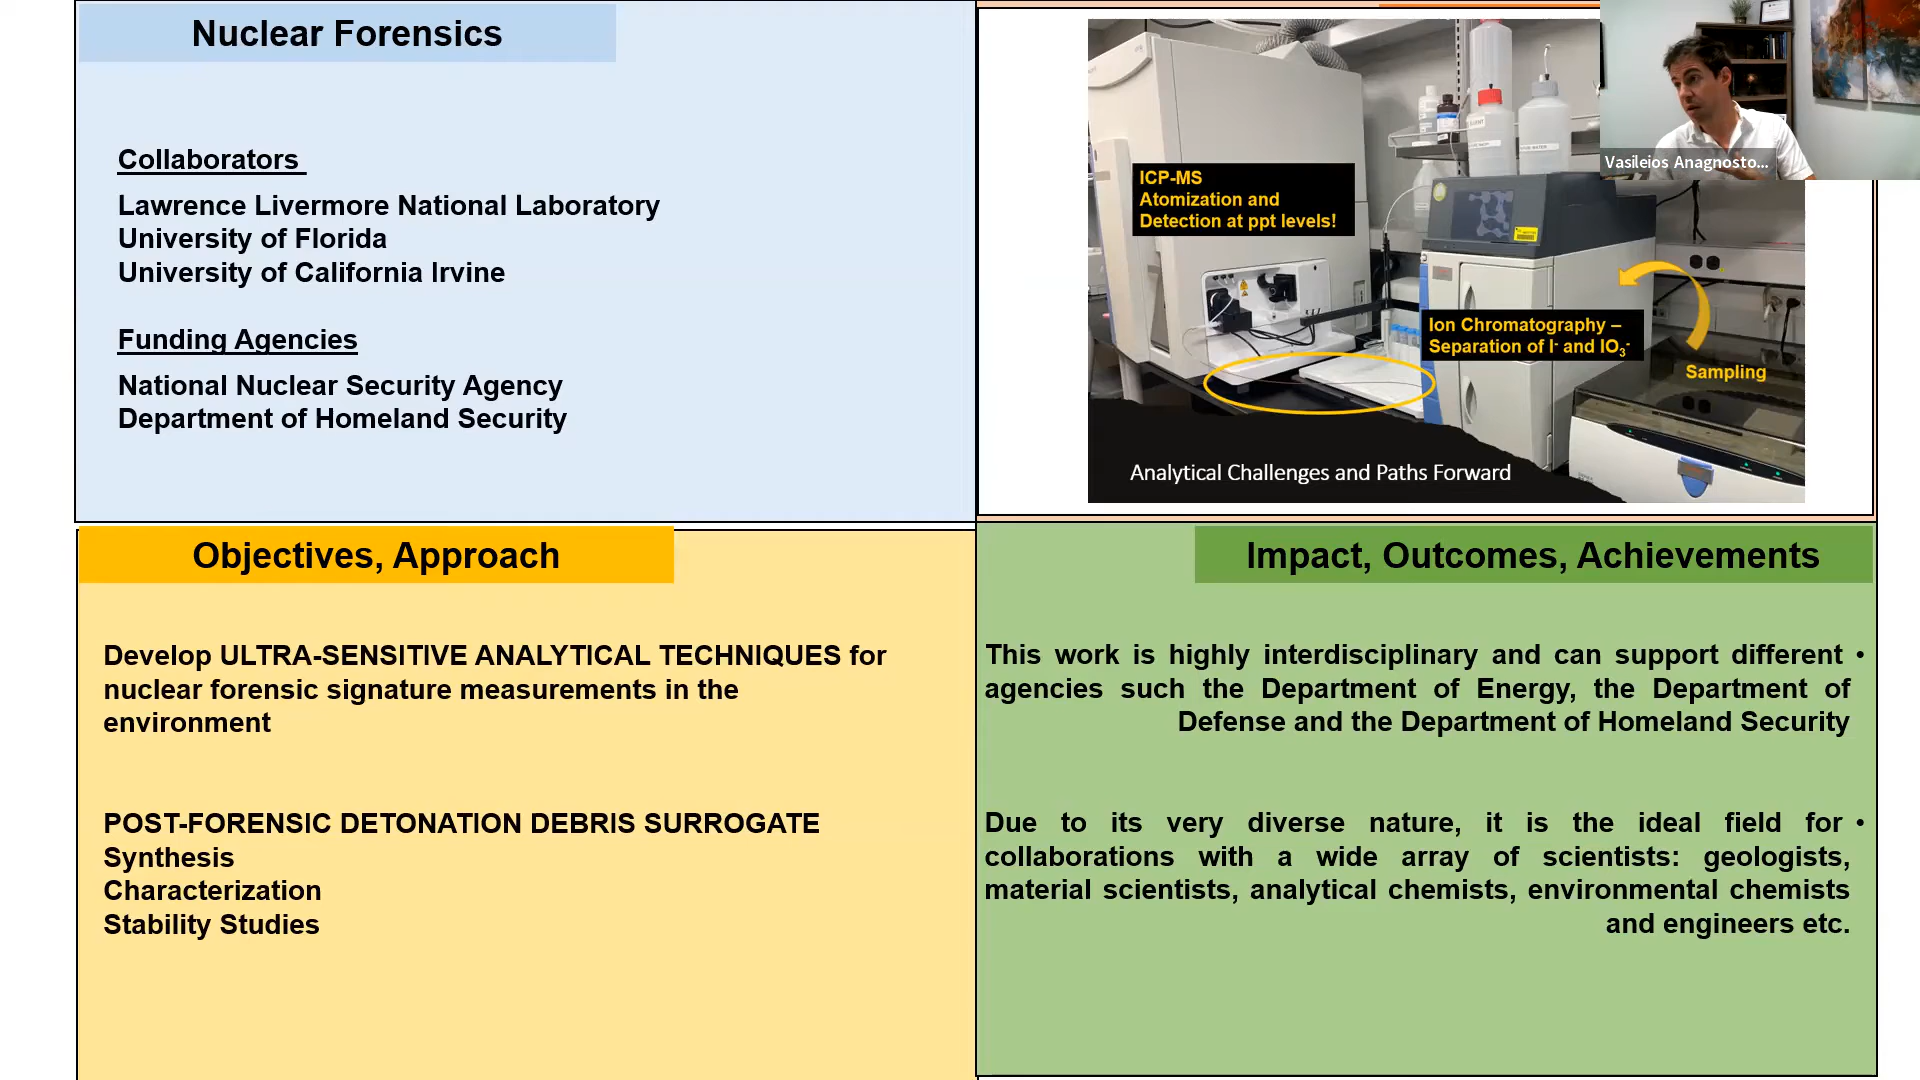 Nuclear Forensics
Collaborators
Lawrence Livermore National Laboratory
University of Florida
University of California Irvine
Funding Agencies
National Nuclear Security Agency
Department of Homeland Security
ICP-MS
Atomization and
Detection at ppt levels!
Ion Chromatography –
Separation of I⁻ and IO₃⁻
Sampling
Analytical Challenges and Paths Forward
Vasileios Anagnosto...
Objectives, Approach
Develop ULTRA-SENSITIVE ANALYTICAL TECHNIQUES for
nuclear forensic signature measurements in the
environment
POST-FORENSIC DETONATION DEBRIS SURROGATE
Synthesis
Characterization
Stability Studies
Impact, Outcomes, Achievements
This work is highly interdisciplinary and can support different •
agencies such the Department of Energy, the Department of
Defense and the Department of Homeland Security
Due to its very diverse nature, it is the ideal field for •
collaborations with a wide array of scientists: geologists,
material scientists, analytical chemists, environmental chemists
and engineers etc.